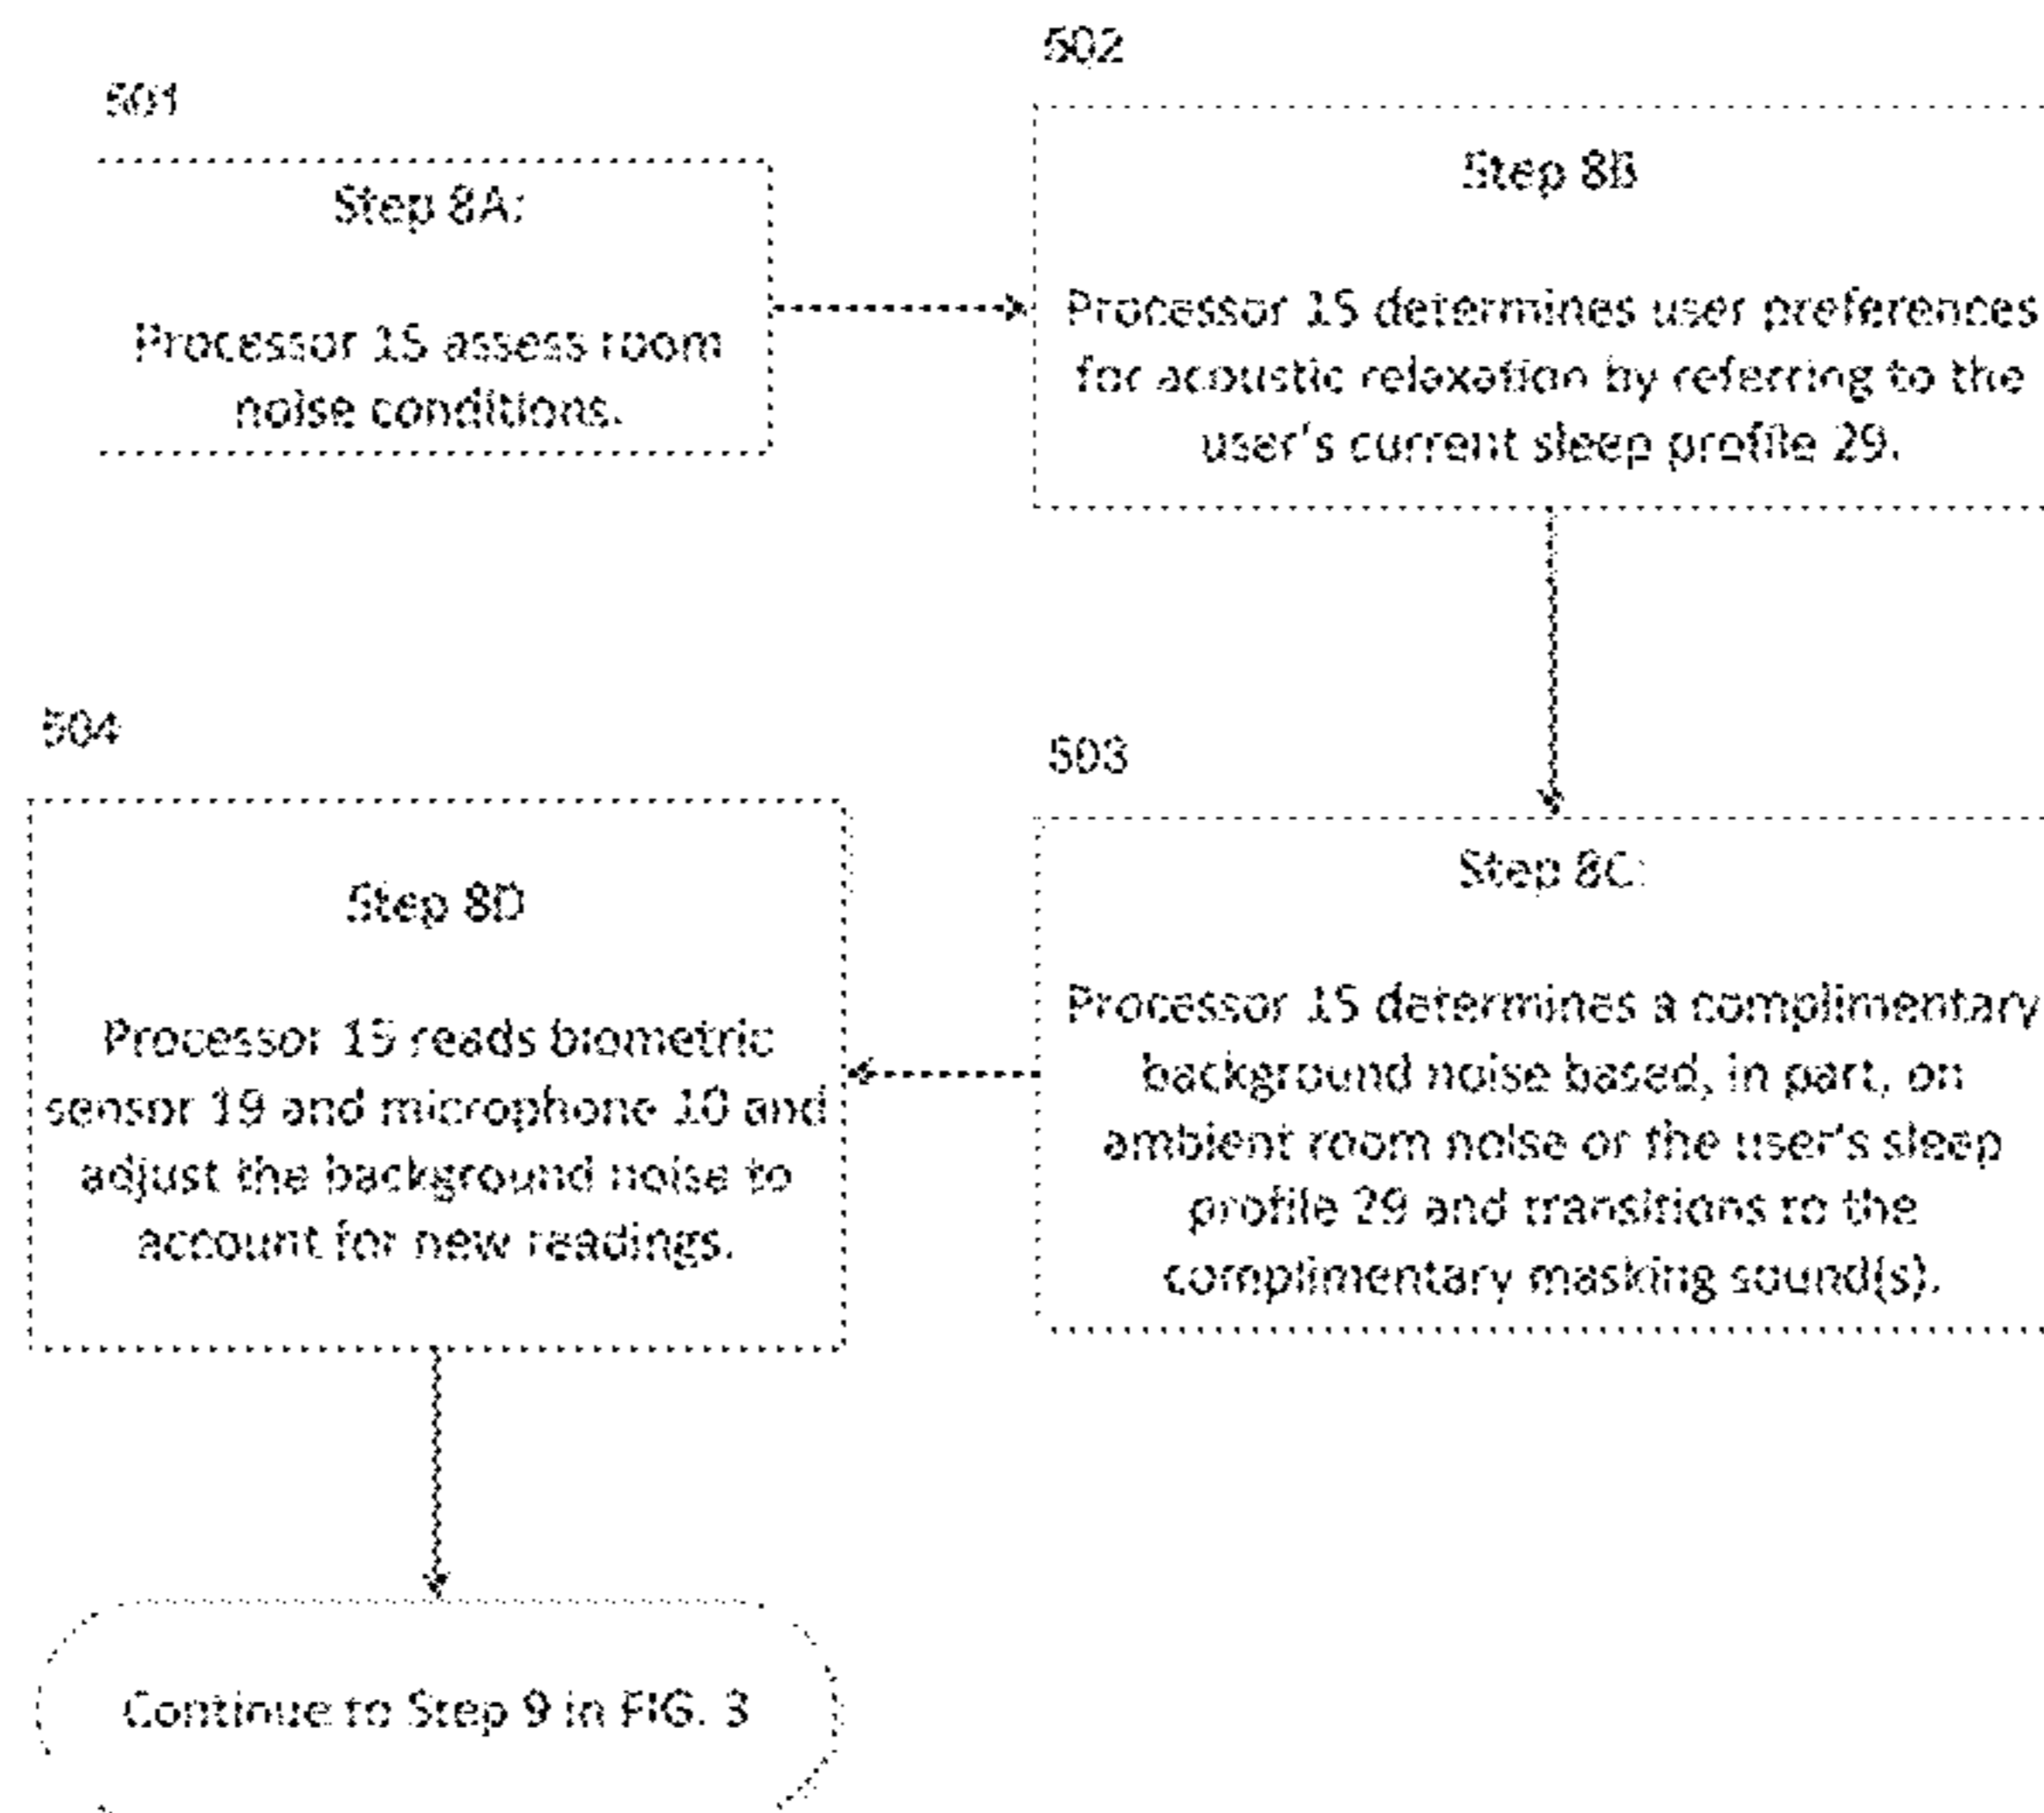 501
Step 8A:
Processor 15 assess room
noise conditions.
502
Step 8B
Processor 15 determines user preferences
for acoustic relaxation by referring to the
user's current sleep profile 29.
503
Step 8C:
Processor 15 determines a complimentary
background noise based, in part, on
ambient room noise or the user's sleep
profile 29 and transitions to the
complimentary masking sound(s).
504
Step 8D
Processor 15 reads biometric
sensor 19 and microphone 10 and
adjust the background noise to
account for new readings.
Continue to Step 9 in FIG. 3